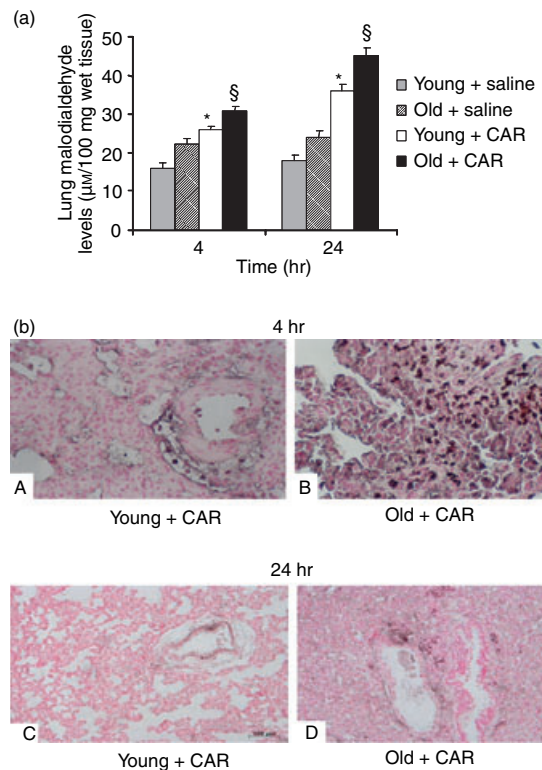 (a)
Lung malodialdehyde
levels (μM/100 mg wet tissue)
50
40
30
20
10
0
*
§
*
§
4
24
Time (hr)
Young + saline
Old + saline
Young + CAR
Old + CAR
(b)
4 hr
A
B
Young + CAR
Old + CAR
24 hr
C
D
Young + CAR
Old + CAR